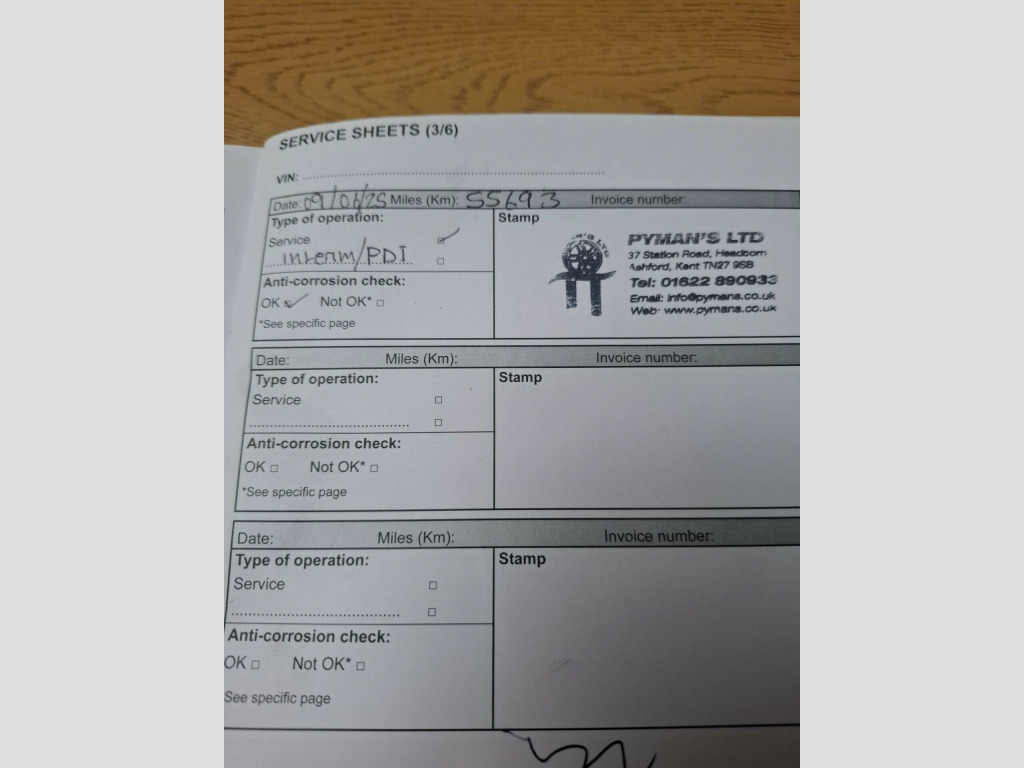 SERVICE SHEETS (3/6)
VIN:
Date: 09/06/25 Miles (Km): 55693 Invoice number:
Type of operation:
Stamp
Service
interim/PDI
Anti-corrosion check:
OK Not OK*
*See specific page
PYMAN'S LTD
37 Station Road, Headcorn
Ashford, Kent TN27 9SB
Tel: 01622 890933
Email: info@pymans.co.uk
Web: www.pymans.co.uk
Date: Miles (Km): Invoice number:
Type of operation:
Stamp
Service
Anti-corrosion check:
OK Not OK*
*See specific page
Date: Miles (Km): Invoice number:
Type of operation:
Stamp
Service
Anti-corrosion check:
OK Not OK*
See specific page